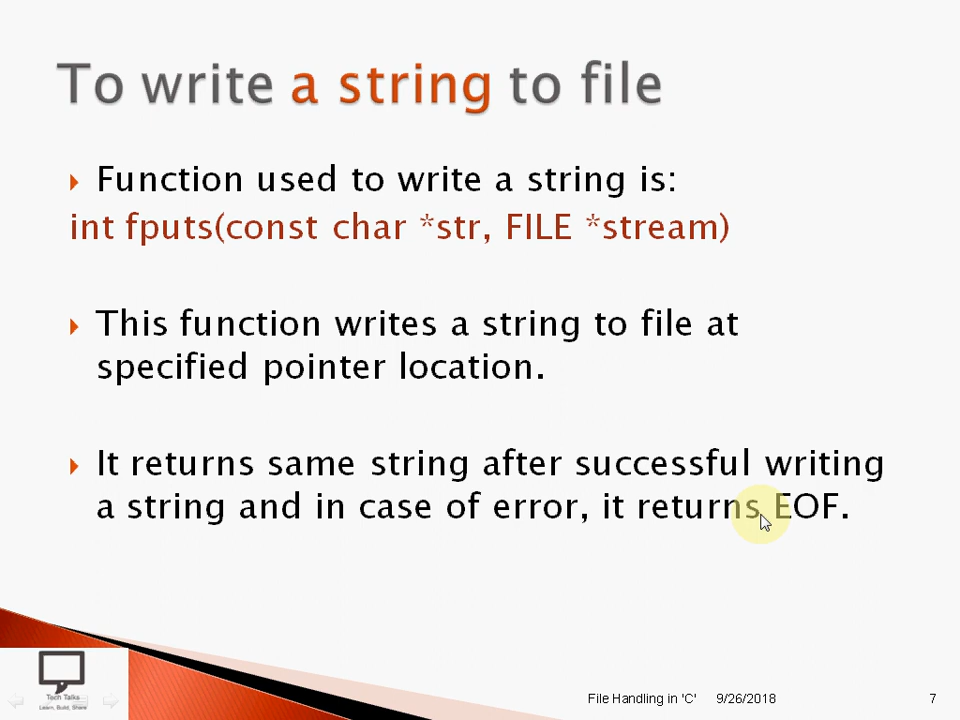 To write a string to file
Function used to write a string is:
int fputs(const char *str, FILE *stream)
This function writes a string to file at
specified pointer location.
It returns same string after successful writing
a string and in case of error, it returns EOF.
Tech Talks
Learn, Build, Share
File Handling in 'C' 9/26/2018 7